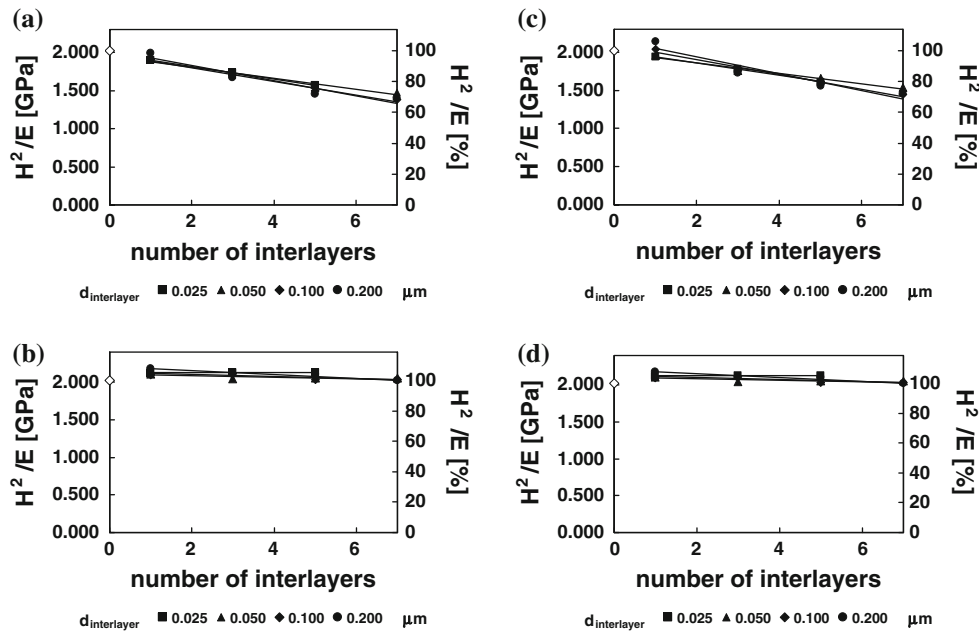 (a)
2.000
1.500
1.000
0.500
0.000
H²/E [GPa]
100
80
60
40
20
0
H²/E [%]
0 2 4 6
number of interlayers
d interlayer ■ 0.025 ▲ 0.050 ◆ 0.100 ● 0.200 μm
(c)
2.000
1.500
1.000
0.500
0.000
H²/E [GPa]
100
80
60
40
20
0
H²/E [%]
0 2 4 6
number of interlayers
d interlayer ■ 0.025 ▲ 0.050 ◆ 0.100 ● 0.200 μm
(b)
2.000
1.500
1.000
0.500
0.000
H²/E [GPa]
100
80
60
40
20
0
H²/E [%]
0 2 4 6
number of interlayers
d interlayer ■ 0.025 ▲ 0.050 ◆ 0.100 ● 0.200 μm
(d)
2.000
1.500
1.000
0.500
0.000
H²/E [GPa]
100
80
60
40
20
0
H²/E [%]
0 2 4 6
number of interlayers
d interlayer ■ 0.025 ▲ 0.050 ◆ 0.100 ● 0.200 μm